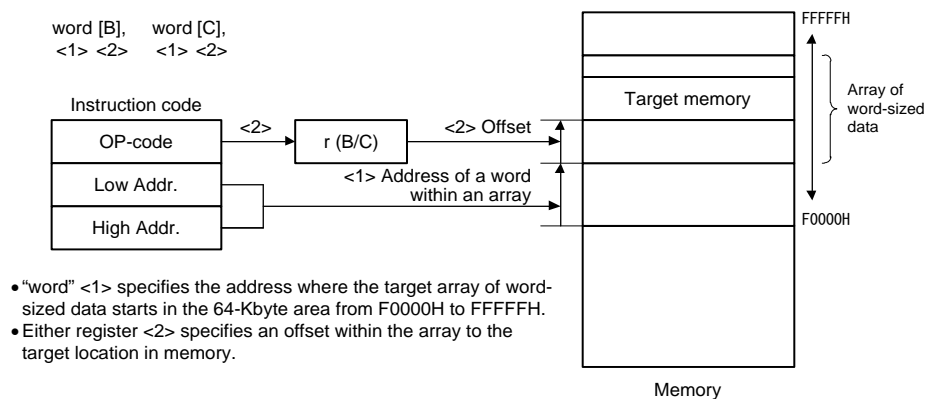 word [B], word [C],
<1> <2> <1> <2>
FFFFFH
Instruction code
OP-code
<2>
r (B/C)
<2> Offset
Target memory
Array of
word-sized
data
Low Addr.
<1> Address of a word
within an array
High Addr.
F0000H
• “word” <1> specifies the address where the target array of word-
sized data starts in the 64-Kbyte area from F0000H to FFFFFH.
• Either register <2> specifies an offset within the array to the
target location in memory.
Memory